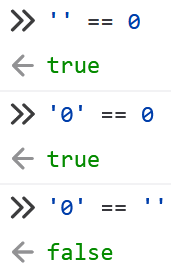 >> '' == 0
← true
>> '0' == 0
← true
>> '0' == ''
← false